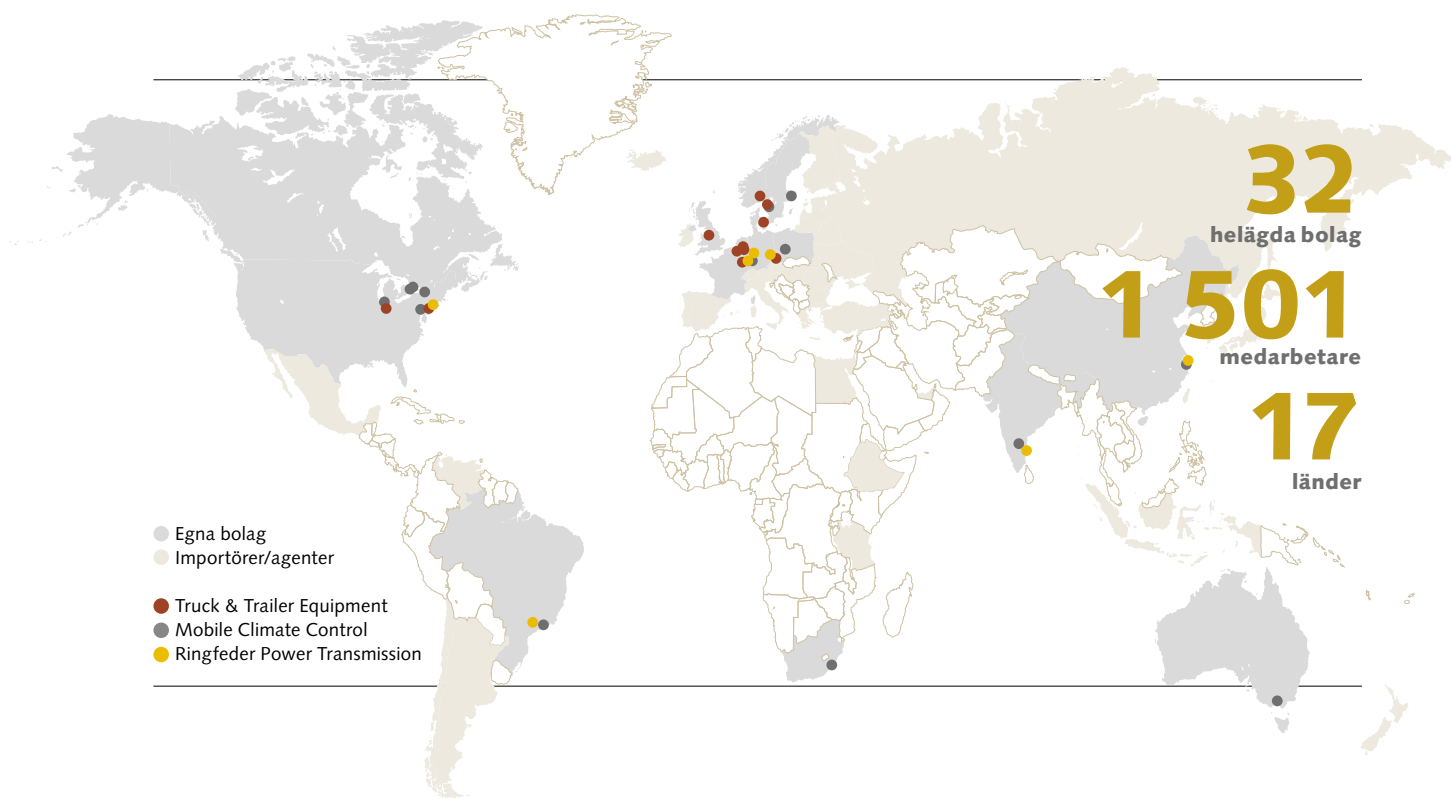 32
helägda bolag
1 501
medarbetare
17
länder
Egna bolag
Importörer/agenter
Truck & Trailer Equipment
Mobile Climate Control
Ringfeder Power Transmission